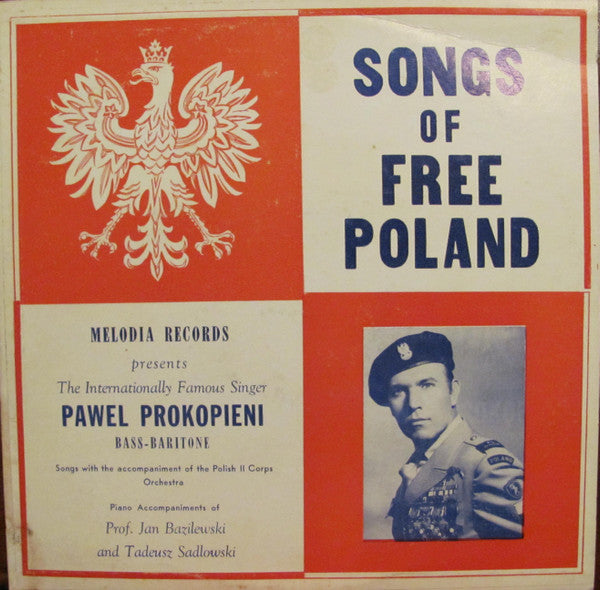 SONGS
OF
FREE
POLAND
MELODIA RECORDS
presents
The Internationally Famous Singer
PAWEL PROKOPIENI
BASS-BARITONE
Songs with the accompaniment of the Polish II Corps
Orchestra
Piano Accompaniments of
Prof. Jan Bazilewski
and Tadeusz Sadlowski
POLAND